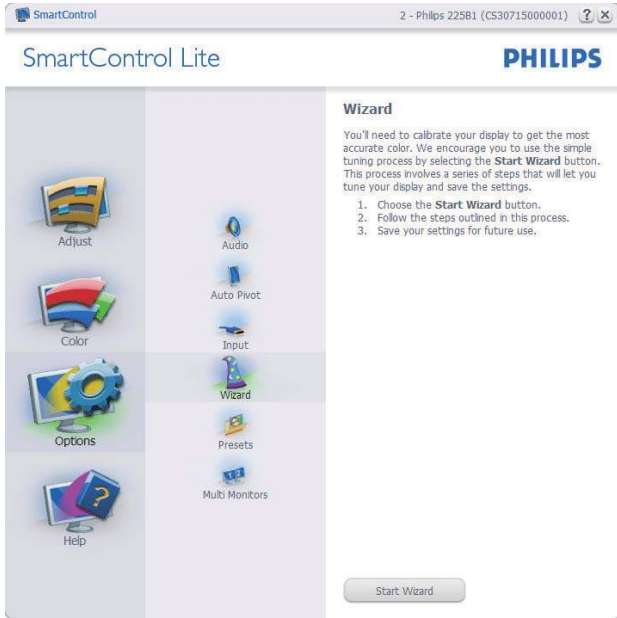 SmartControl
2 - Philips 225B1 (CS30715000001)
?
SmartControl Lite
PHILIPS
Adjust
Color
Options
Help
Audio
Auto Pivot
Input
Wizard
Presets
1 2
Multi Monitors
Wizard
You'll need to calibrate your display to get the most
accurate color. We encourage you to use the simple
tuning process by selecting the Start Wizard button.
This process involves a series of steps that will let you
tune your display and save the settings.
1. Choose the Start Wizard button.
2. Follow the steps outlined in this process.
3. Save your settings for future use.
Start Wizard